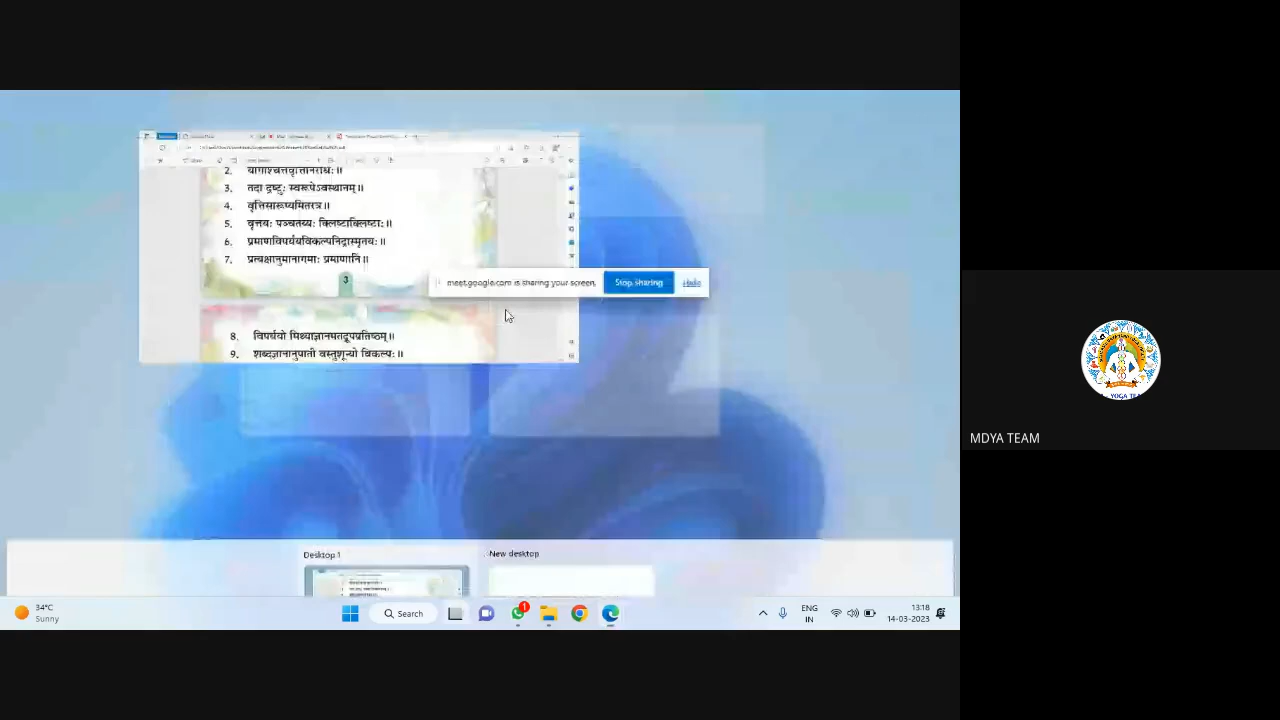 2. योगश्चित्तवृत्तिनिरोधः॥
3. तदा द्रष्टुः स्वरूपेऽवस्थानम्॥
4. वृत्तिसारूप्यमितरत्र॥
5. वृत्तयः पञ्चतय्यः क्लिष्टाक्लिष्टाः॥
6. प्रमाणविपर्ययविकल्पनिद्रास्मृतयः॥
7. प्रत्यक्षानुमानागमाः प्रमाणानि॥
3
meet.google.com is sharing your screen.
Stop sharing
Hide
8. विपर्ययो मिथ्याज्ञानमतद्रूपप्रतिष्ठम्॥
9. शब्दज्ञानानुपाती वस्तुशून्यो विकल्पः॥
MDYA TEAM
Desktop 1
New desktop
34°C
Sunny
Search
1
ENG
IN
13:18
14-03-2023